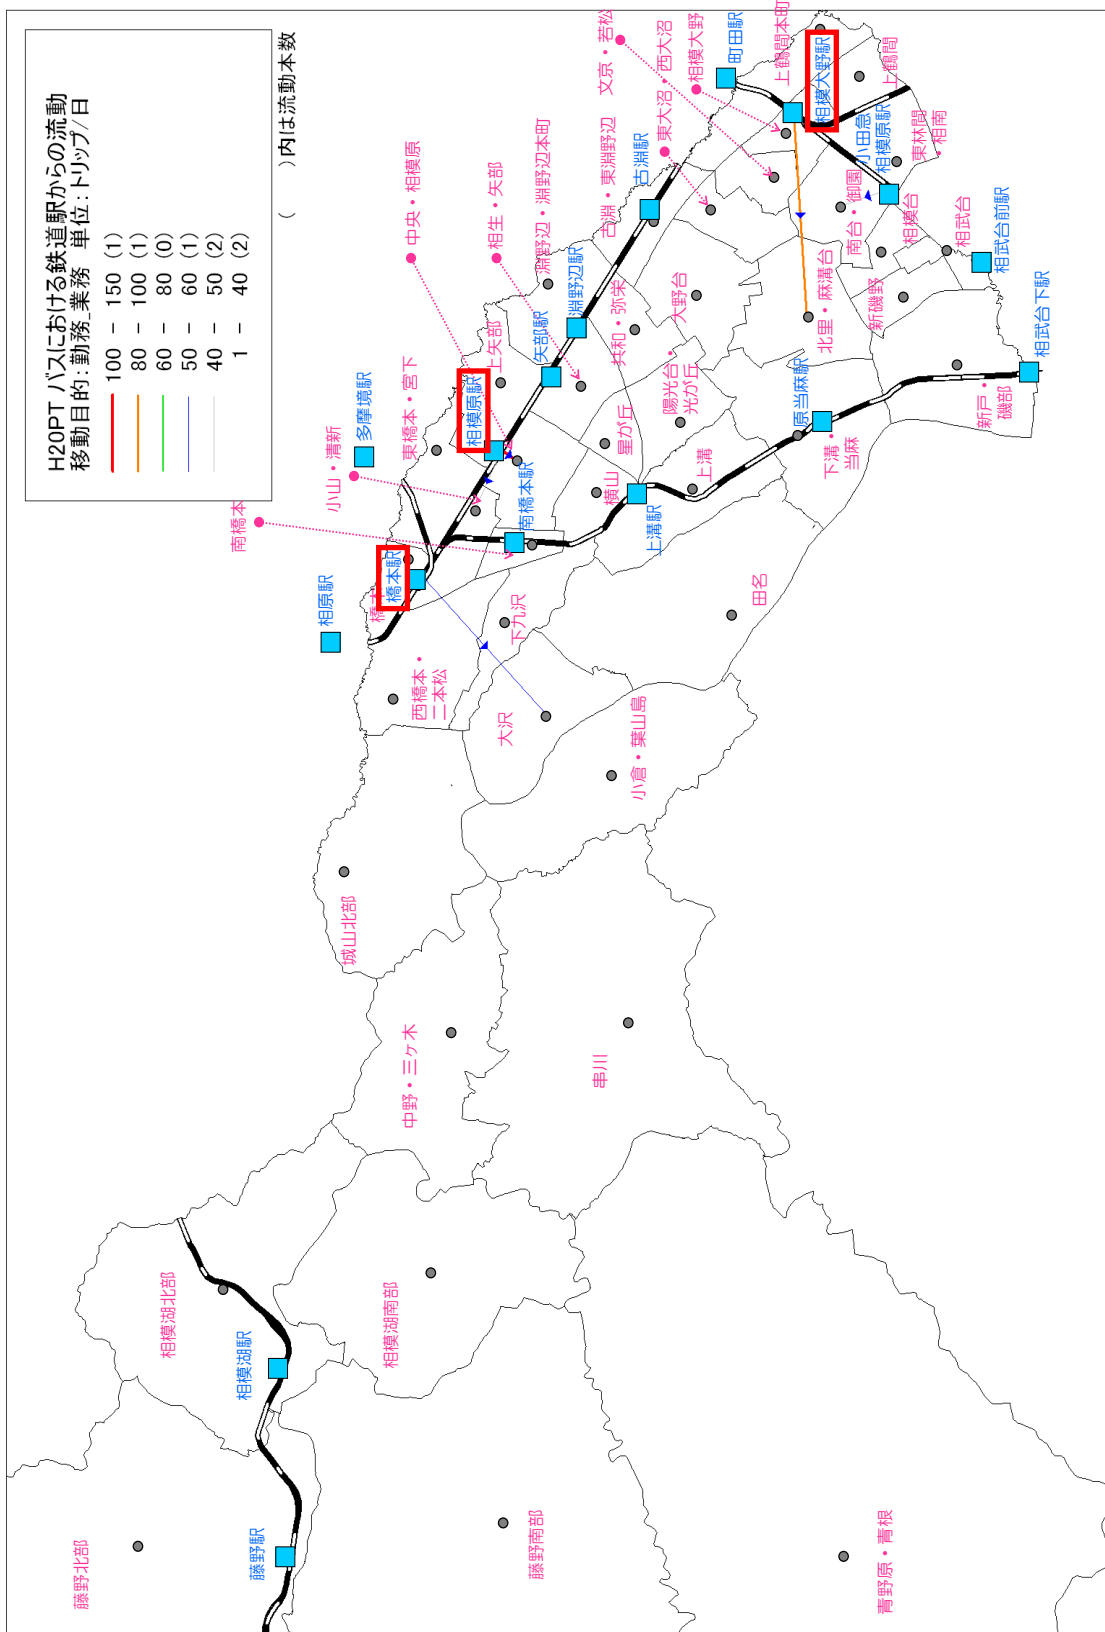 H20PT バスにおける鉄道駅からの流動
移動目的：勤務_業務　単位：トリップ/日
100 － 150 (1)
80 － 100 (1)
60 － 80 (0)
50 － 60 (1)
40 － 50 (2)
1 － 40 (2)
(　　)内は流動本数
藤野北部
藤野駅
藤野南部
青野原・青根
相模湖北部
相模湖駅
相模湖南部
中野・三ヶ木
串川
城山北部
小倉・葉山島
大沢
西橋本・
二本松
下九沢
田名
相原駅
橋本
橋本駅
南橋本
南橋本駅
小山・清新
多摩境駅
東橋本・宮下
相模原駅
中央・相模原
上矢部
矢部駅
相生・矢部
淵野辺・淵野辺本町
淵野辺駅
古淵・東淵野辺
古淵駅
共和・弥栄
大野台
星が丘
陽光台・
光が丘
横山
上溝
上溝駅
下溝・
当麻
原当麻駅
北里・麻溝台
新磯野
新戸・
磯部
相武台下駅
相武台前駅
相武台
相模台
南台・御園
小田急
相模原駅
東林間
・相南
上鶴間
相模大野駅
上鶴間本町
町田駅
相模大野
東大沼・西大沼
文京・若松